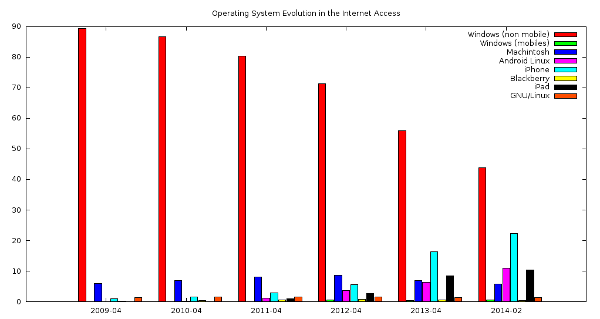 Operating System Evolution in the Internet Access
90
80
70
60
50
40
30
20
10
0
Windows (non mobile)
Windows (mobiles)
Machintosh
Android Linux
iPhone
Blackberry
iPad
GNU/Linux
2009-04
2010-04
2011-04
2012-04
2013-04
2014-02